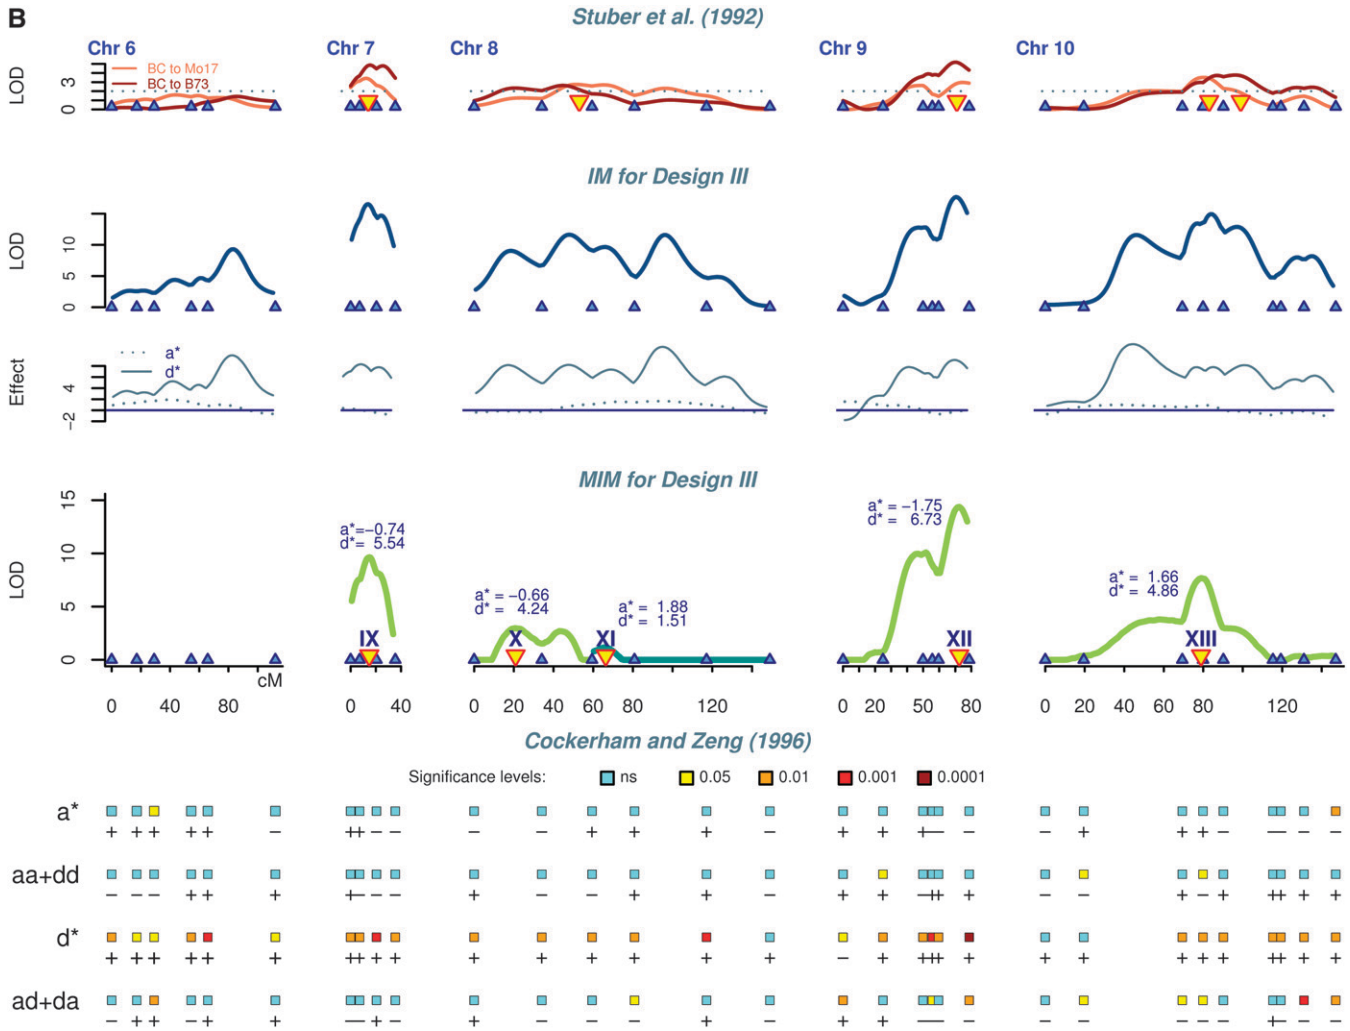 B
Stuber et al. (1992)
Chr 6 Chr 7 Chr 8 Chr 9 Chr 10
LOD
3
0
BC to Mo17
BC to B73
IM for Design III
LOD
10
5
0
Effect
4
−2
a*
d*
MIM for Design III
LOD
15
10
5
0
a*=−0.74
d*= 5.54
a* = −0.66
d* = 4.24
a* = 1.88
d* = 1.51
a* = −1.75
d* = 6.73
a* = 1.66
d* = 4.86
IX X XI XII XIII
cM
0 40 80 0 40 0 20 40 60 80 120 0 20 40 60 80 0 20 40 60 80 120
Cockerham and Zeng (1996)
Significance levels: ns 0.05 0.01 0.001 0.0001
a*
+ + + + + − + + − − − − + + + − + + + − − − − + + + − + − − −
aa+dd
− − − + + + + − − − + − − + + − + + − + + + − − + − + + + + +
d*
+ + + + + + + + + + + + + + + + − + + + + + + + + + + + + + +
ad+da
− + + − − + − − + − + − − − + − + + − − − − − − − − − + − − −